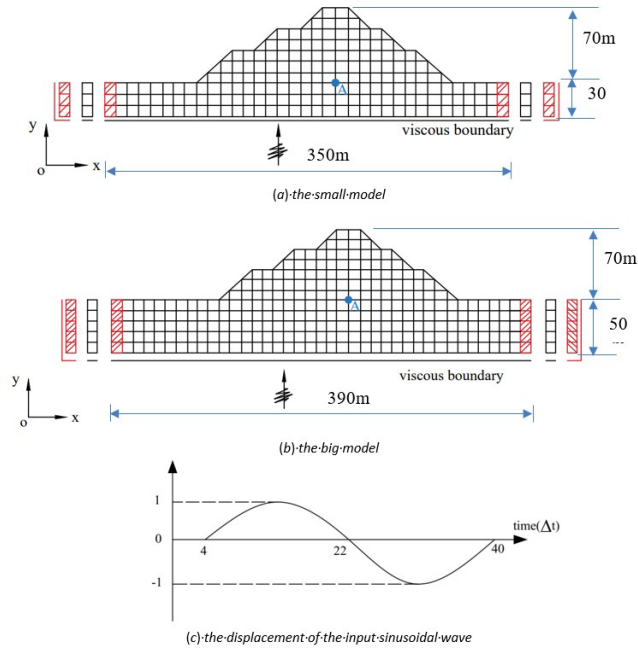 70m
A
30
viscous boundary
y
o
x
350m
(a)·the·small·model
70m
A
50
viscous boundary
y
o
x
390m
(b)·the·big·model
1
0
-1
4
22
40
time(Δt)
(c)·the·displacement·of·the·input·sinusoidal·wave